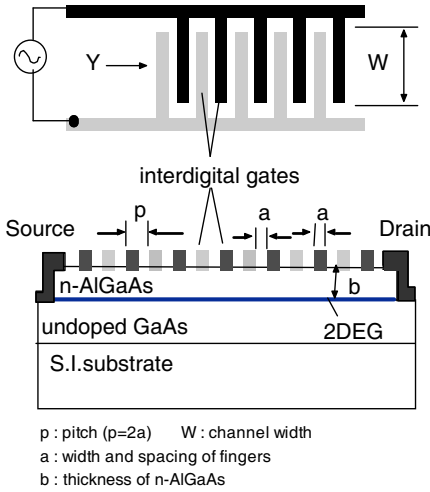 Y
W
interdigital gates
p
a
a
Source
Drain
n-AlGaAs
b
undoped GaAs
2DEG
S.I.substrate
p : pitch (p=2a) W : channel width
a : width and spacing of fingers
b : thickness of n-AlGaAs